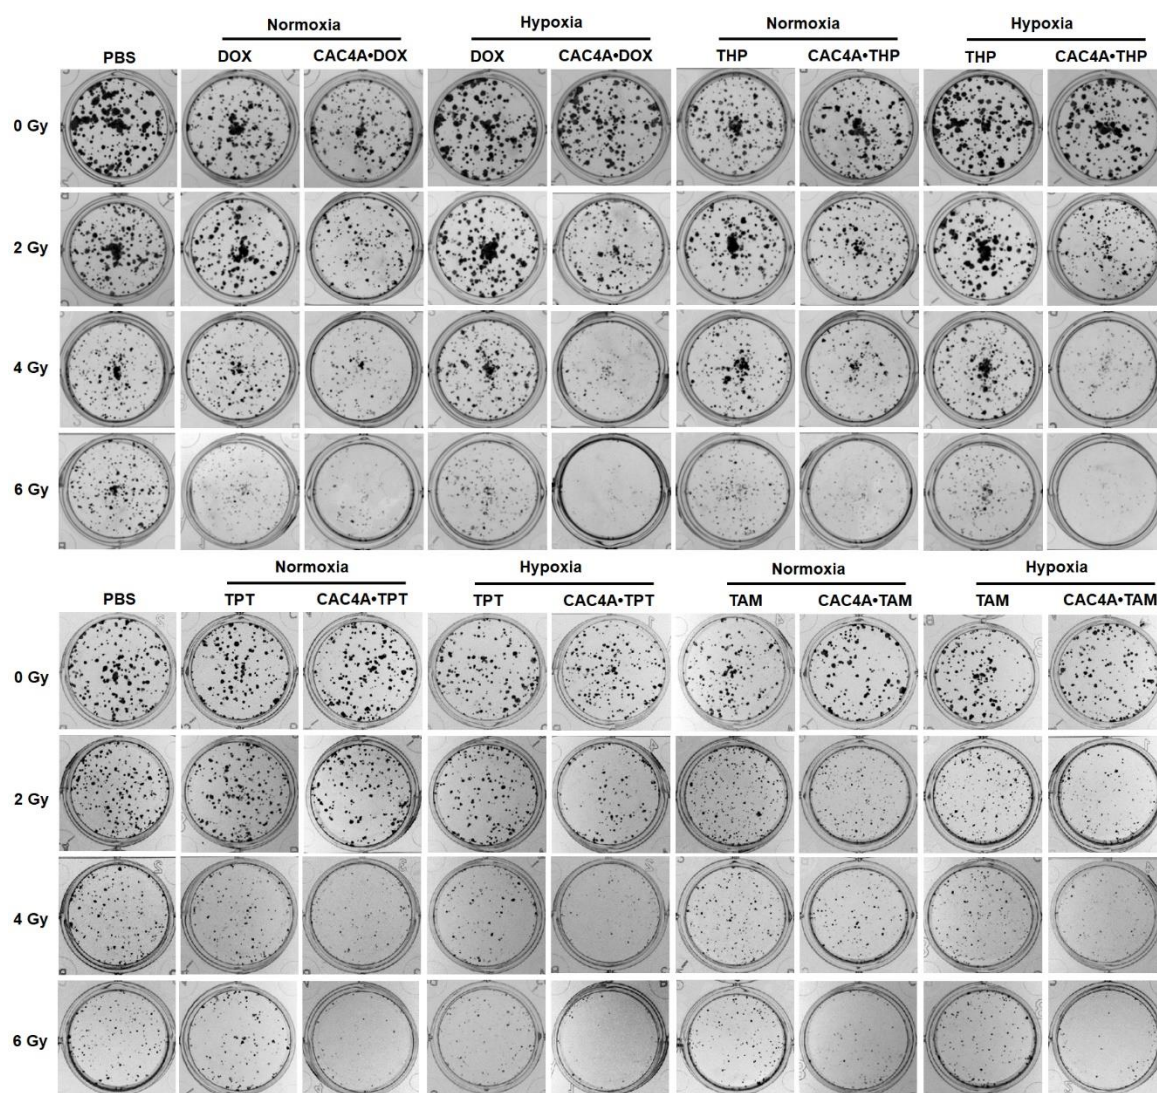 Normoxia Hypoxia Normoxia Hypoxia
PBS DOX CAC4A•DOX DOX CAC4A•DOX THP CAC4A•THP THP CAC4A•THP
0 Gy
2 Gy
4 Gy
6 Gy
Normoxia Hypoxia Normoxia Hypoxia
PBS TPT CAC4A•TPT TPT CAC4A•TPT TAM CAC4A•TAM TAM CAC4A•TAM
0 Gy
2 Gy
4 Gy
6 Gy